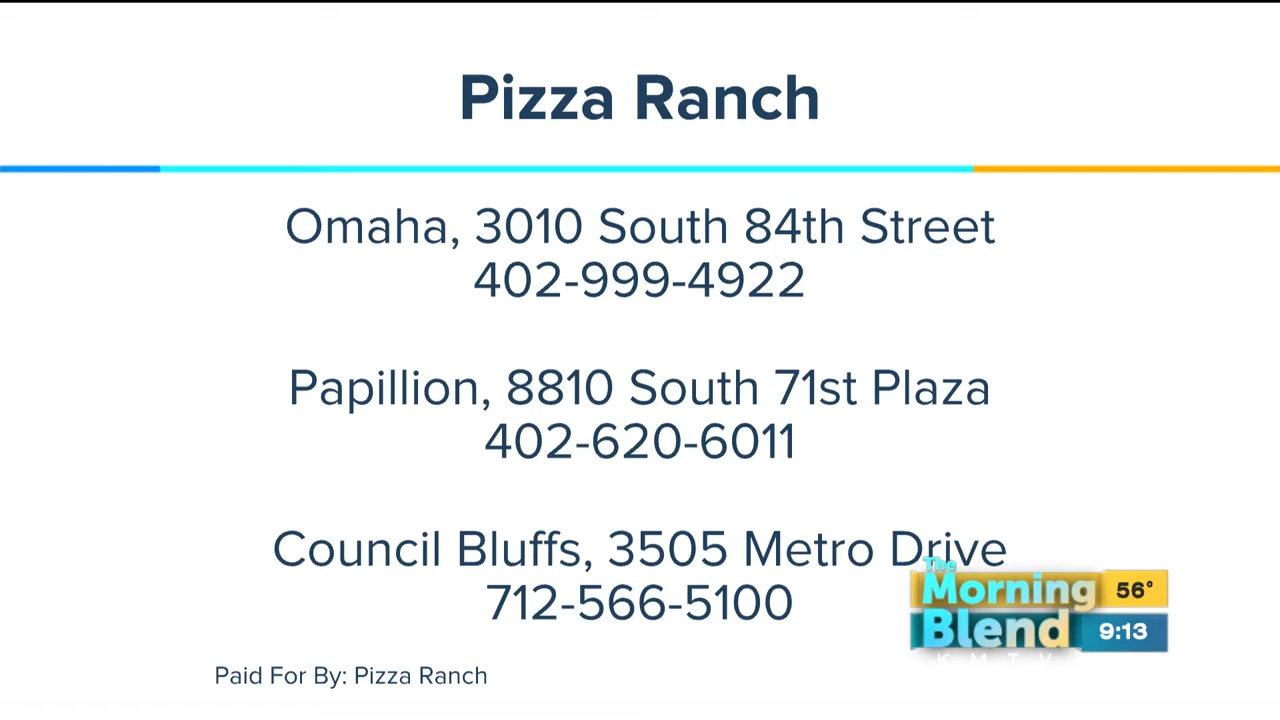 Pizza Ranch
Omaha, 3010 South 84th Street
402-999-4922
Papillion, 8810 South 71st Plaza
402-620-6011
Council Bluffs, 3505 Metro Drive
712-566-5100
The
Morning
Blend
56°
9:13
KMTV
Paid For By: Pizza Ranch